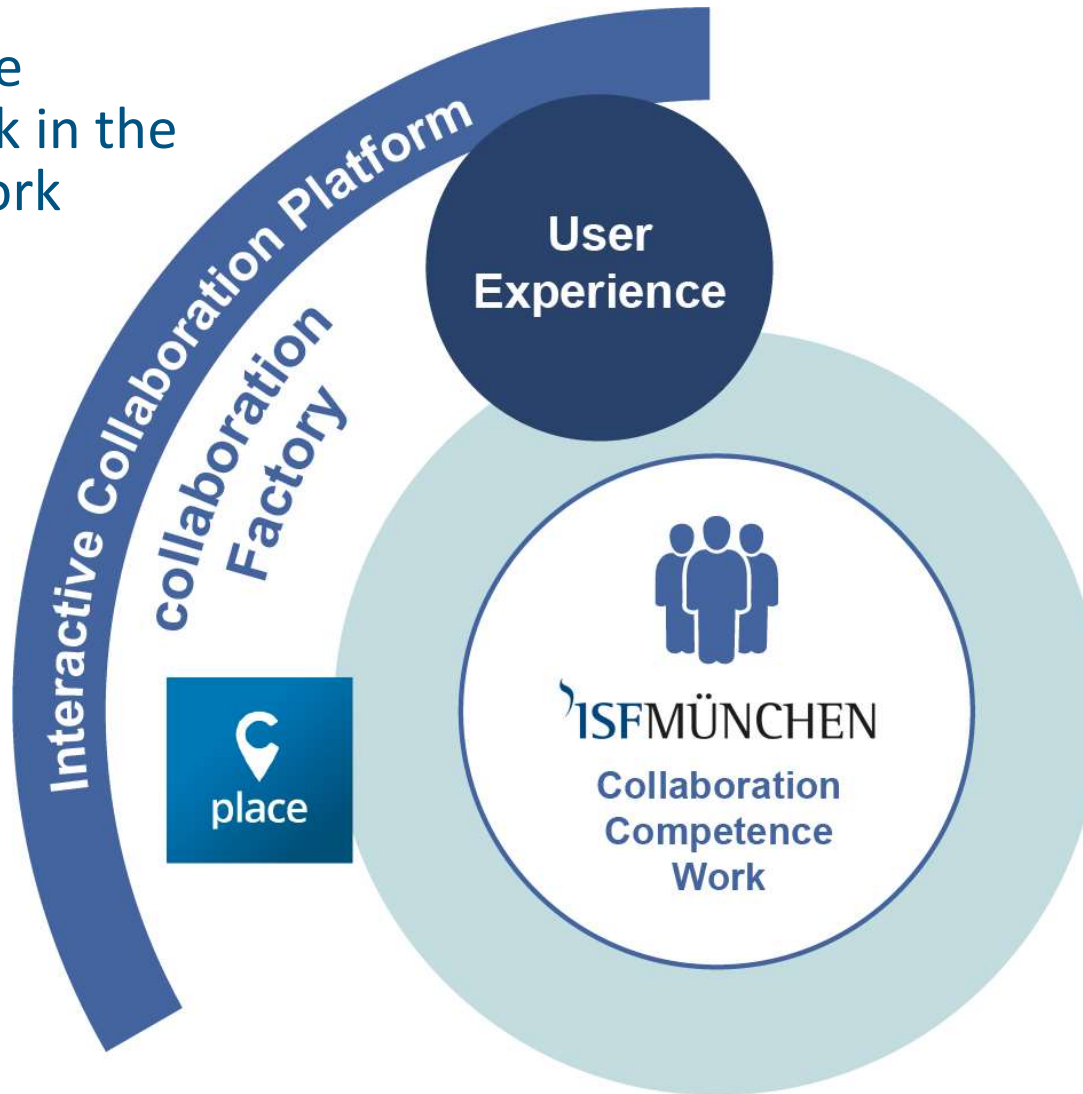 e
k in the
ork
Interactive Collaboration Platform
User
Experience
collaboration
Factory
place
ISFMÜNCHEN
Collaboration
Competence
Work